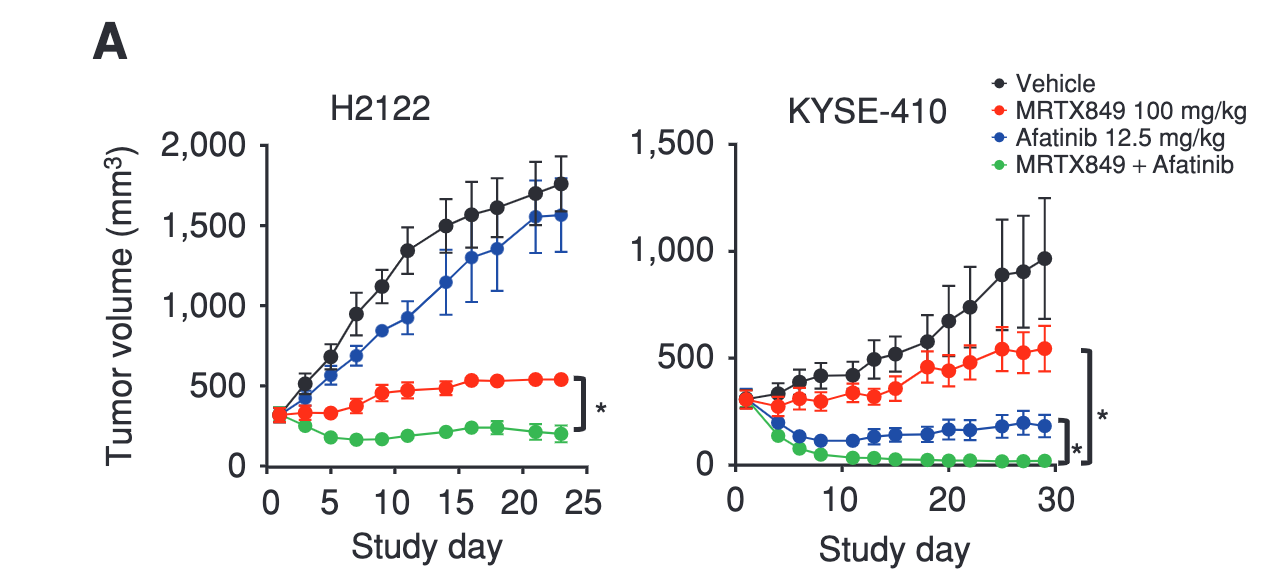 A
H2122
KYSE-410
Vehicle
MRTX849 100 mg/kg
Afatinib 12.5 mg/kg
MRTX849 + Afatinib
Tumor volume (mm³)
2,000
1,500
1,000
500
0
0 5 10 15 20 25
Study day
*
1,500
1,000
500
0
0 10 20 30
Study day
*
*